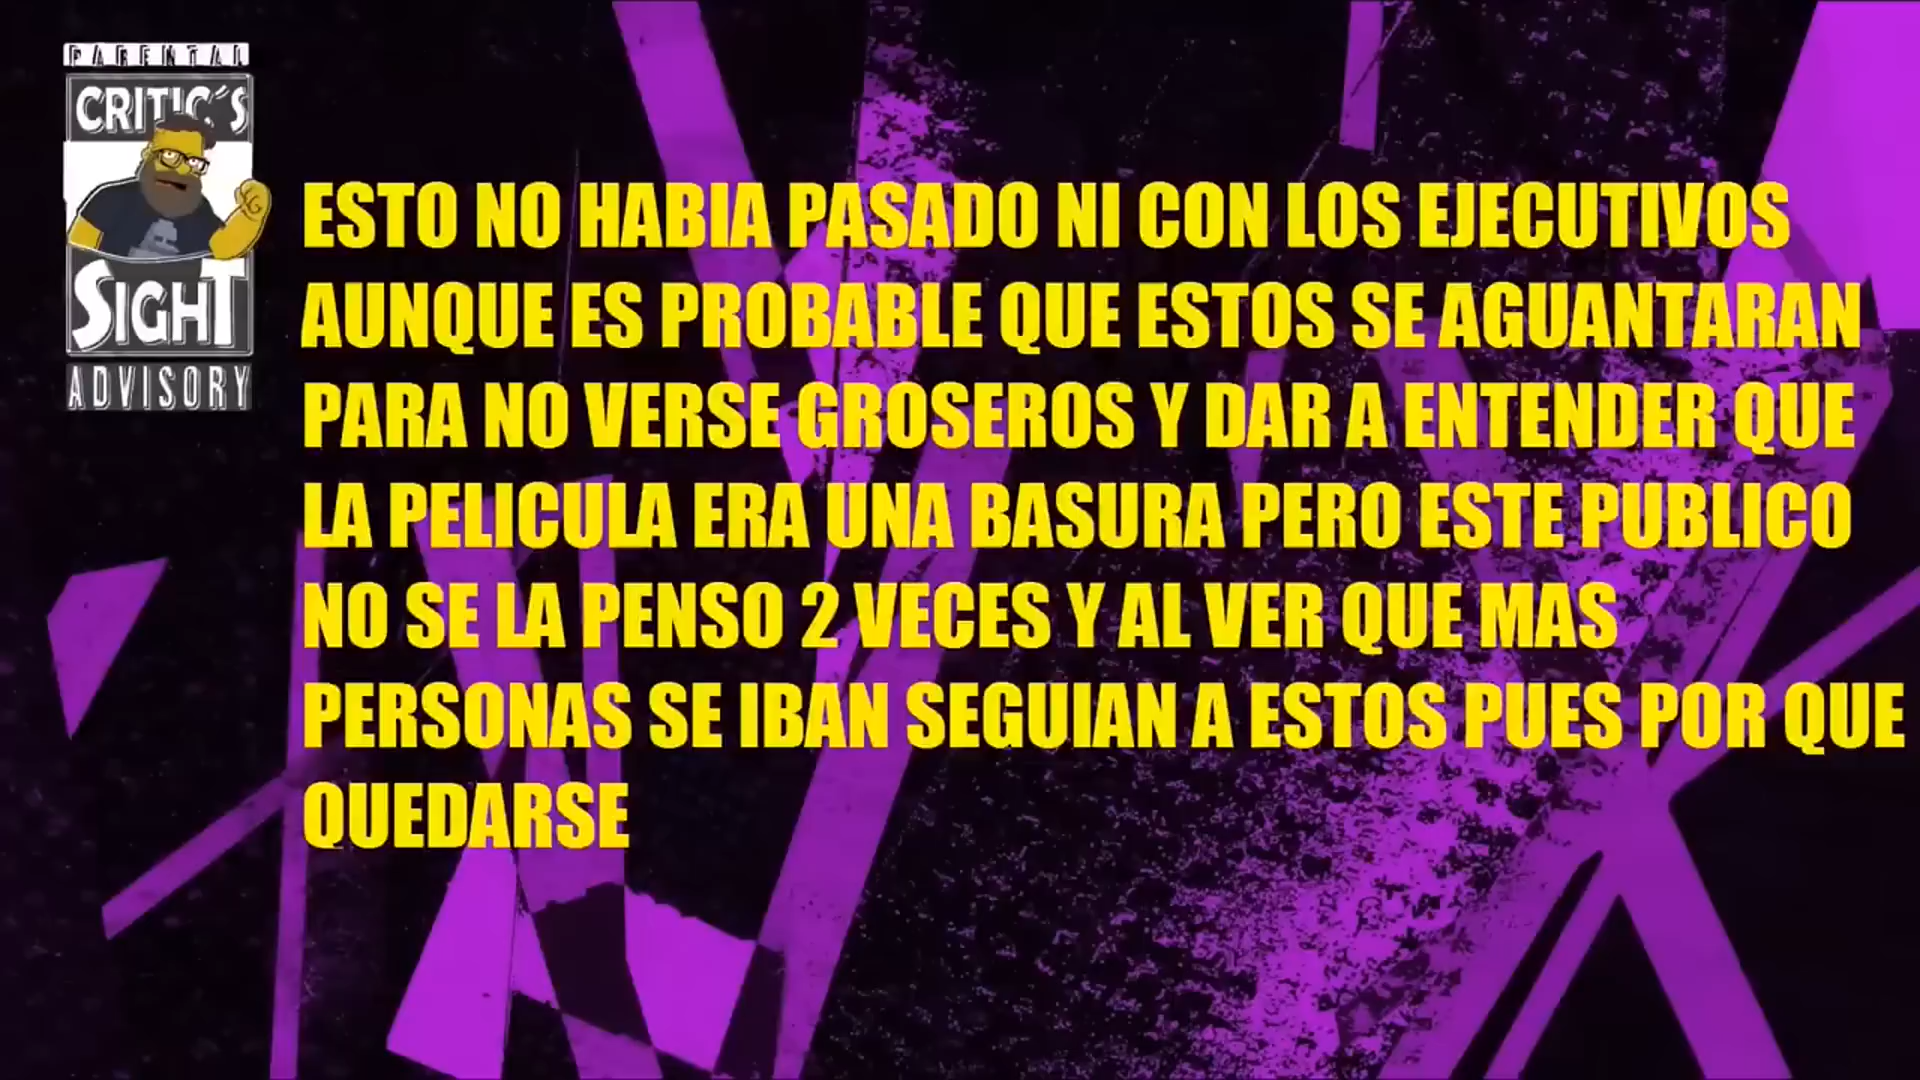 PARENTAL
CRITIC´S
SIGHT
ADVISORY
ESTO NO HABIA PASADO NI CON LOS EJECUTIVOS
AUNQUE ES PROBABLE QUE ESTOS SE AGUANTARAN
PARA NO VERSE GROSEROS Y DAR A ENTENDER QUE
LA PELICULA ERA UNA BASURA PERO ESTE PUBLICO
NO SE LA PENSO 2 VECES Y AL VER QUE MAS
PERSONAS SE IBAN SEGUIAN A ESTOS PUES POR QUE
QUEDARSE